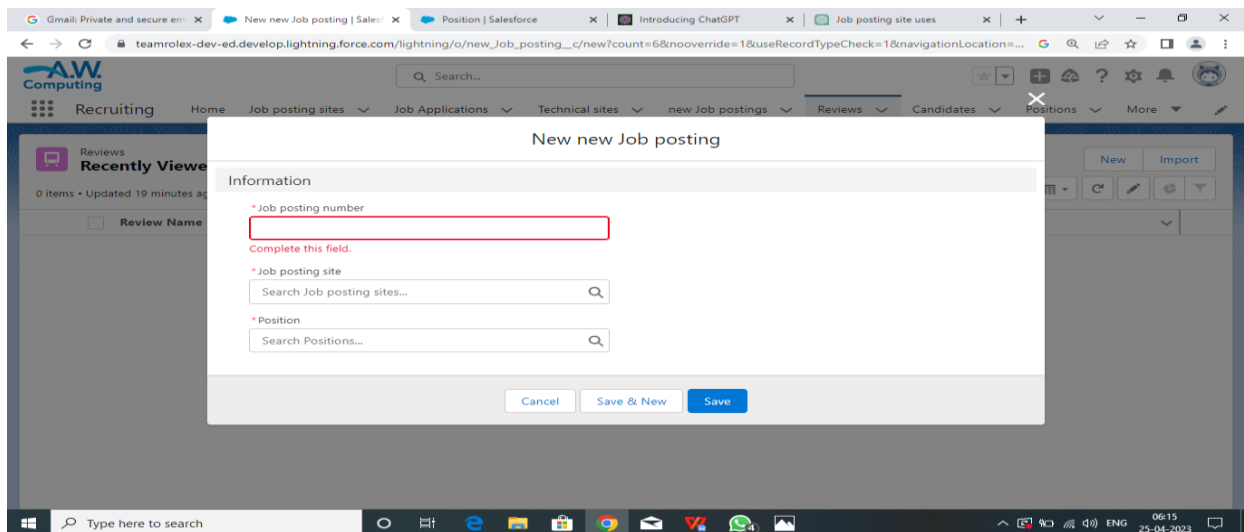 Gmail: Private and secure em
New new Job posting | Sales
Position | Salesforce
Introducing ChatGPT
Job posting site uses
teamrolex-dev-ed.develop.lightning.force.com/lightning/o/new_Job_posting__c/new?count=6&nooverride=1&useRecordTypeCheck=1&navigationLocation=...
A.W.
Computing
Search...
Recruiting Home Job posting sites Job Applications Technical sites new Job postings Reviews Candidates Positions More
New new Job posting
Reviews
Recently Viewe
New Import
0 items • Updated 19 minutes ag
Information
Review Name
*Job posting number
Complete this field.
*Job posting site
Search Job posting sites...
*Position
Search Positions...
Cancel Save & New Save
Type here to search
ENG
06:15
25-04-2023